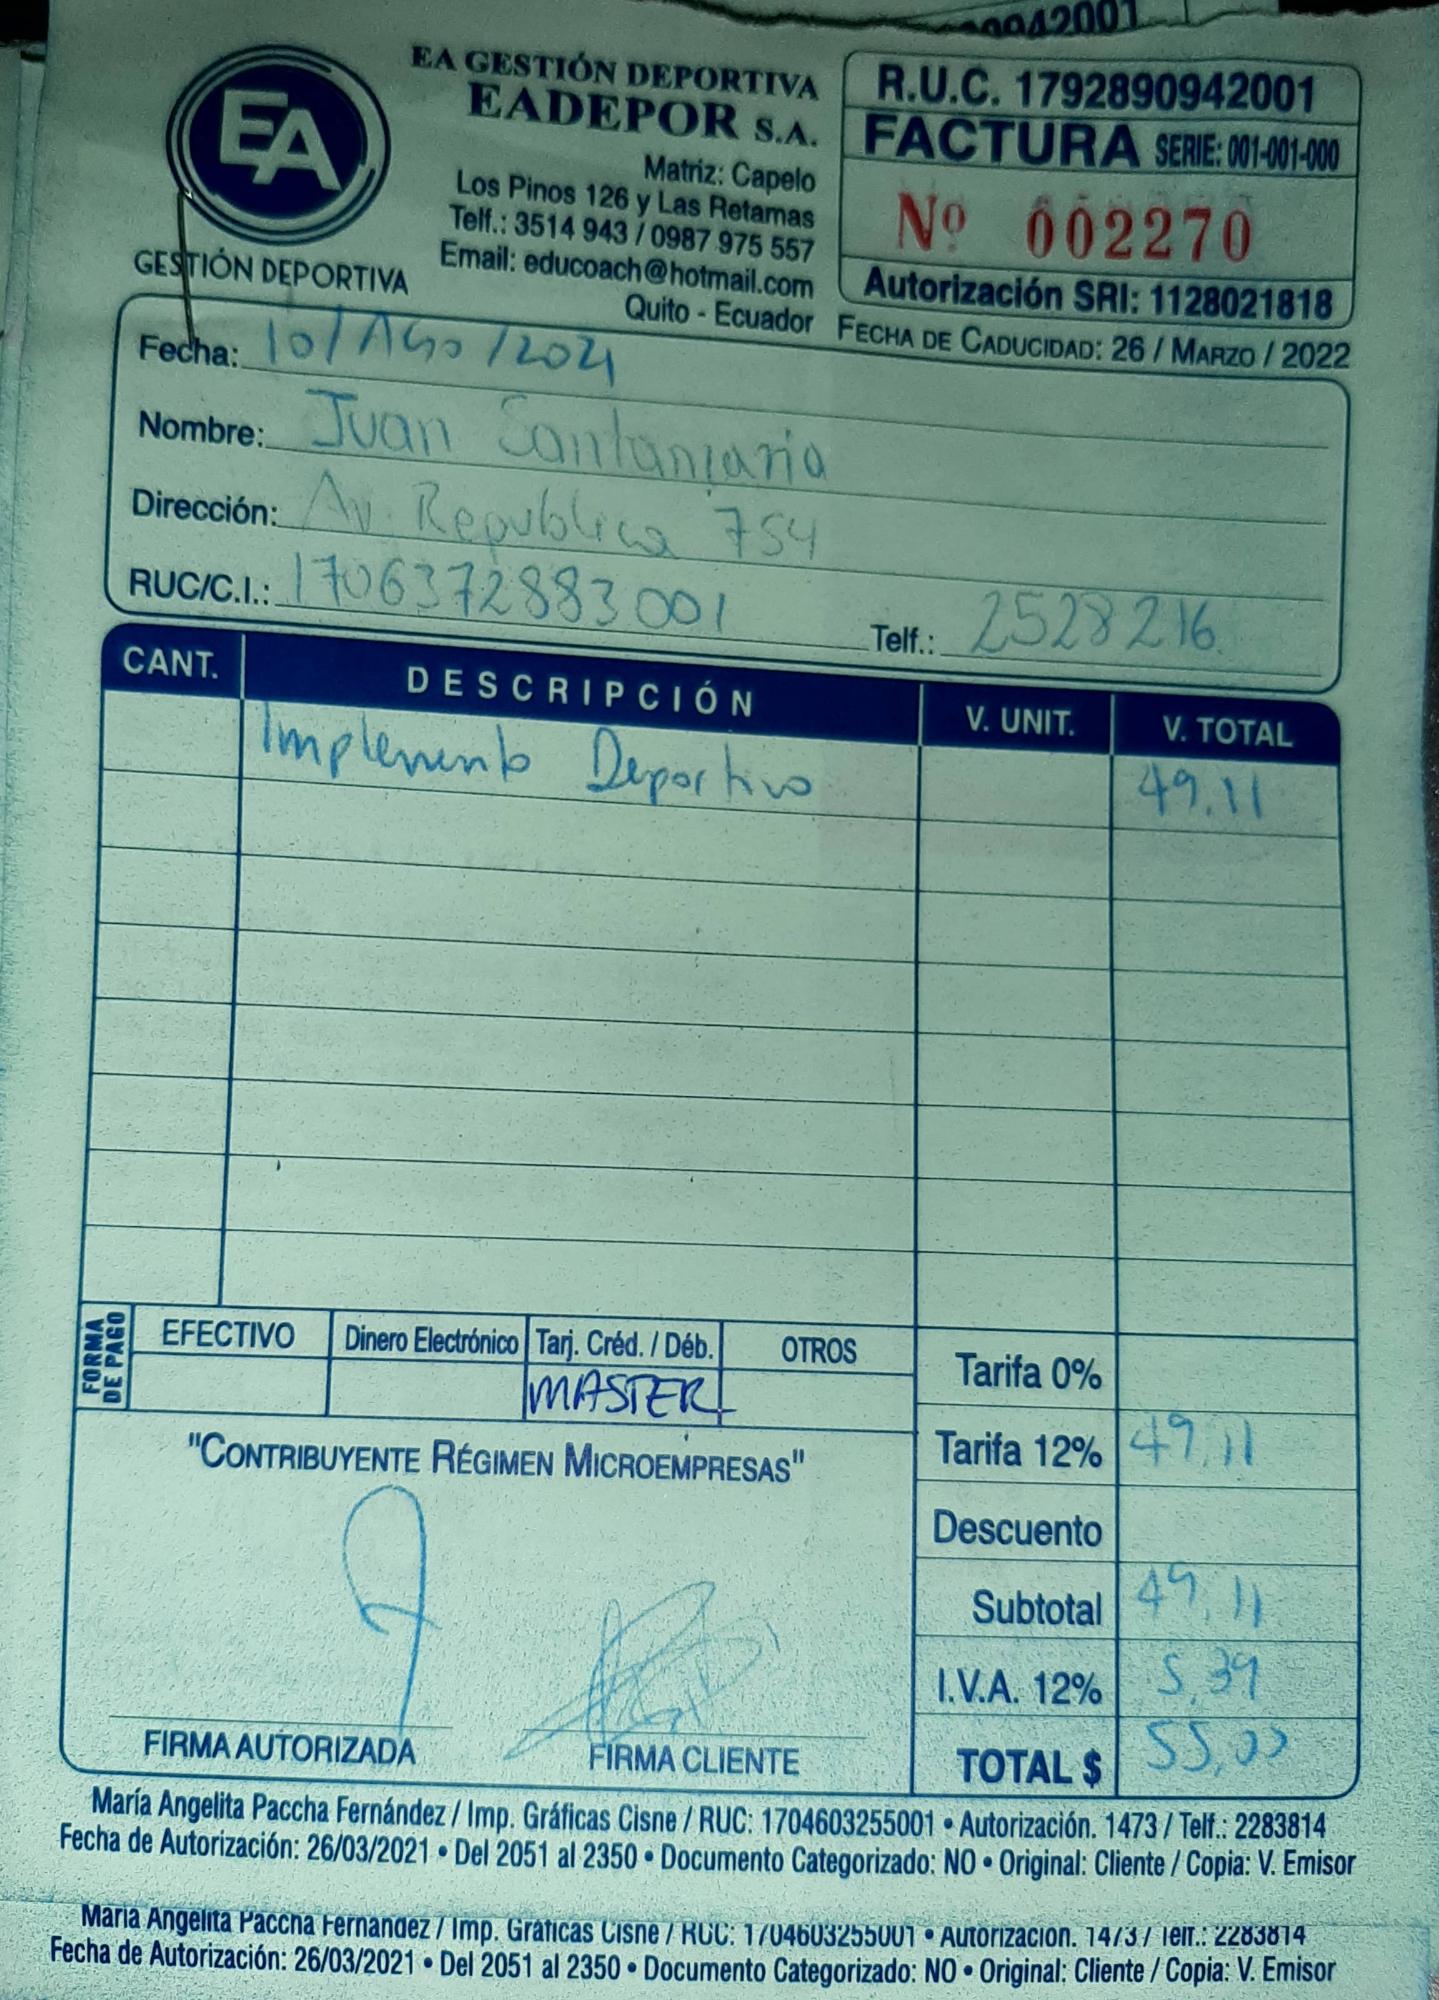 0942001
EA
GESTIÓN DEPORTIVA
EA GESTIÓN DEPORTIVA
EADEPOR S.A.
Matriz: Capelo
Los Pinos 126 y Las Retamas
Telf.: 3514 943 / 0987 975 557
Email: educoach@hotmail.com
Quito - Ecuador
R.U.C. 1792890942001
FACTURA SERIE: 001-001-000
Nº 002270
Autorización SRI: 1128021818
FECHA DE CADUCIDAD: 26 / MARZO / 2022
Fecha: 10/AGO/2021
Nombre: Juan Santamaria
Dirección: Av. Republica 754
RUC/C.I.: 1706372883001 Telf.: 2528216
CANT. DESCRIPCIÓN V. UNIT. V. TOTAL
Implemento Deportivo 49.11
FORMA DE PAGO
EFECTIVO Dinero Electrónico Tarj. Créd. / Déb. OTROS
MASTER
Tarifa 0%
Tarifa 12% 49,11
Descuento
Subtotal 49,11
I.V.A. 12% 5,39
TOTAL $ 55,00
"CONTRIBUYENTE RÉGIMEN MICROEMPRESAS"
FIRMA AUTORIZADA FIRMA CLIENTE
María Angelita Paccha Fernández / Imp. Gráficas Cisne / RUC: 1704603255001 • Autorización. 1473 / Telf.: 2283814
Fecha de Autorización: 26/03/2021 • Del 2051 al 2350 • Documento Categorizado: NO • Original: Cliente / Copia: V. Emisor
María Angelita Paccha Fernández / Imp. Gráficas Cisne / RUC: 1704603255001 • Autorización. 1473 / Telf.: 2283814
Fecha de Autorización: 26/03/2021 • Del 2051 al 2350 • Documento Categorizado: NO • Original: Cliente / Copia: V. Emisor